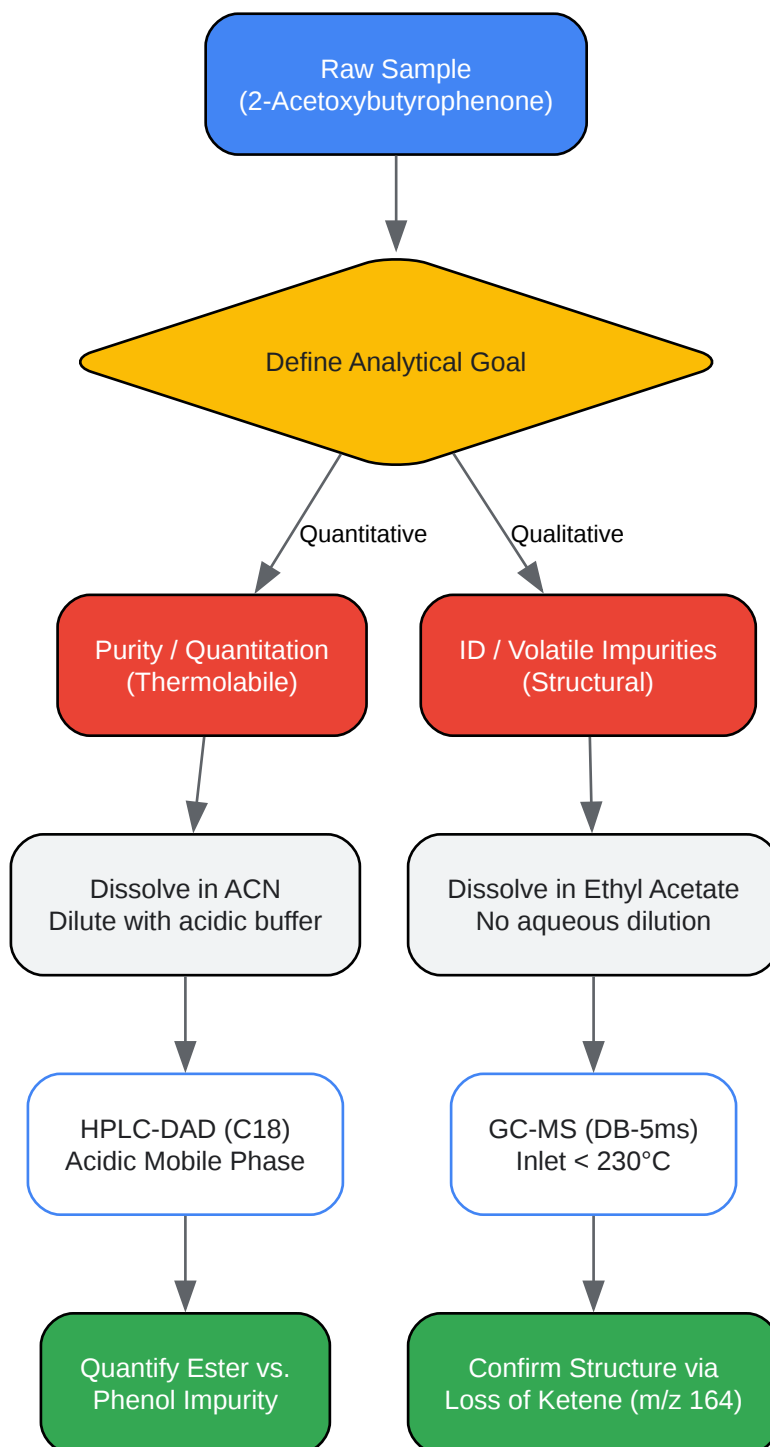 Raw Sample
(2-Acetoxybutyrophenone)
Define Analytical Goal
Quantitative
Qualitative
Purity / Quantitation
(Thermolabile)
ID / Volatile Impurities
(Structural)
Dissolve in ACN
Dilute with acidic buffer
Dissolve in Ethyl Acetate
No aqueous dilution
HPLC-DAD (C18)
Acidic Mobile Phase
GC-MS (DB-5ms)
Inlet < 230°C
Quantify Ester vs.
Phenol Impurity
Confirm Structure via
Loss of Ketene (m/z 164)